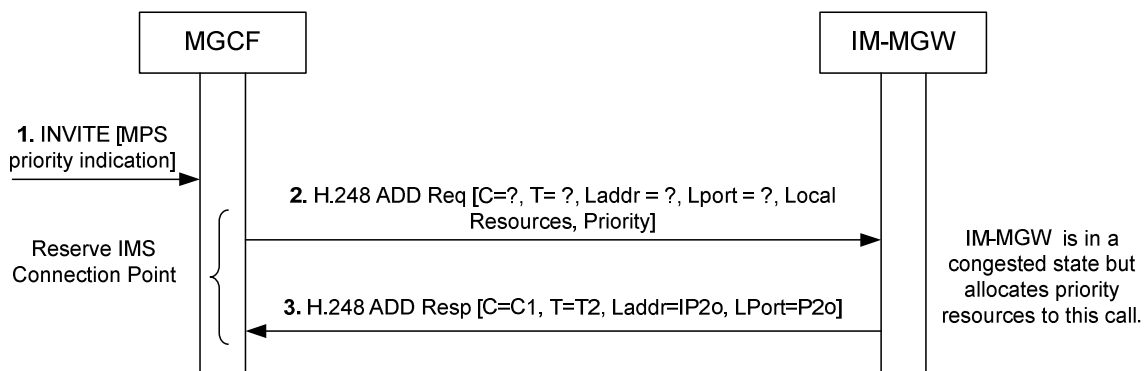 MGCF
IM-MGW
1. INVITE [MPS
priority indication]
2. H.248 ADD Req [C=?, T= ?, Laddr = ?, Lport = ?, Local
Resources, Priority]
Reserve IMS
Connection Point
IM-MGW is in a
congested state but
allocates priority
resources to this call.
3. H.248 ADD Resp [C=C1, T=T2, Laddr=IP2o, LPort=P2o]